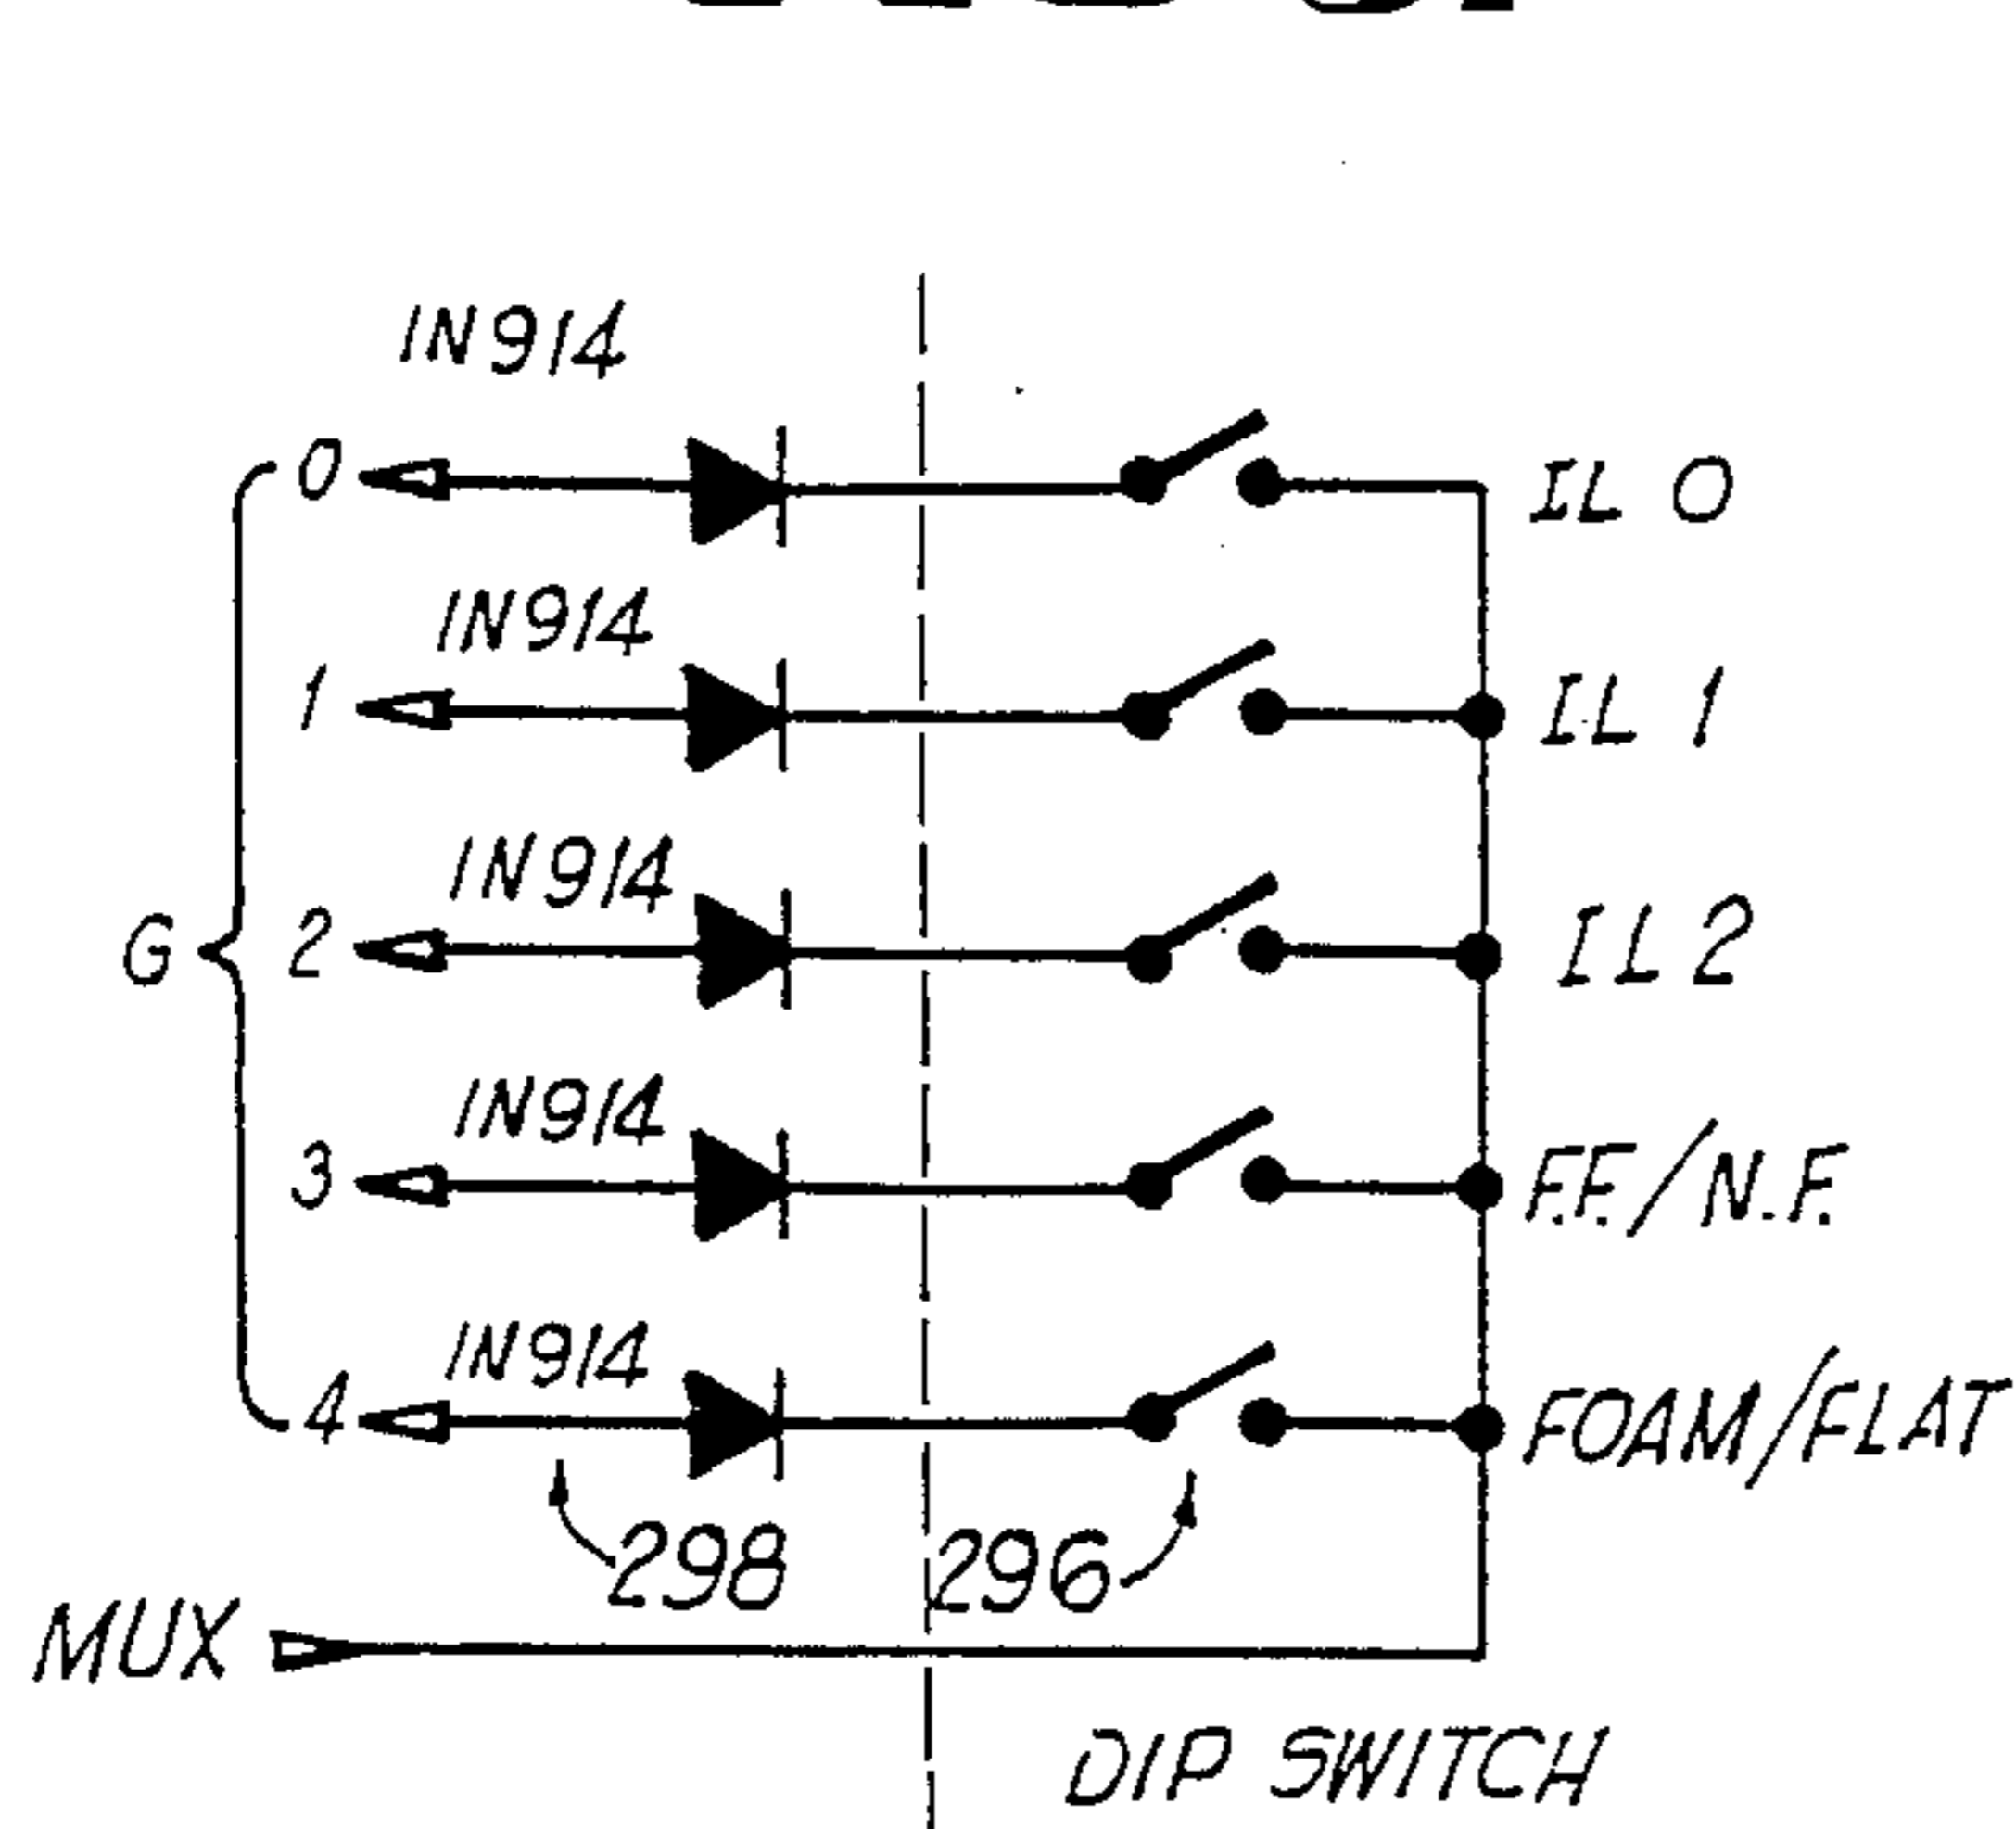 IN914
0 IL 0
IN914
1 IL 1
IN914
G 2 IL 2
IN914
3 F.F./N.F.
IN914
4 FOAM/FLAT
298 296
MUX
DIP SWITCH